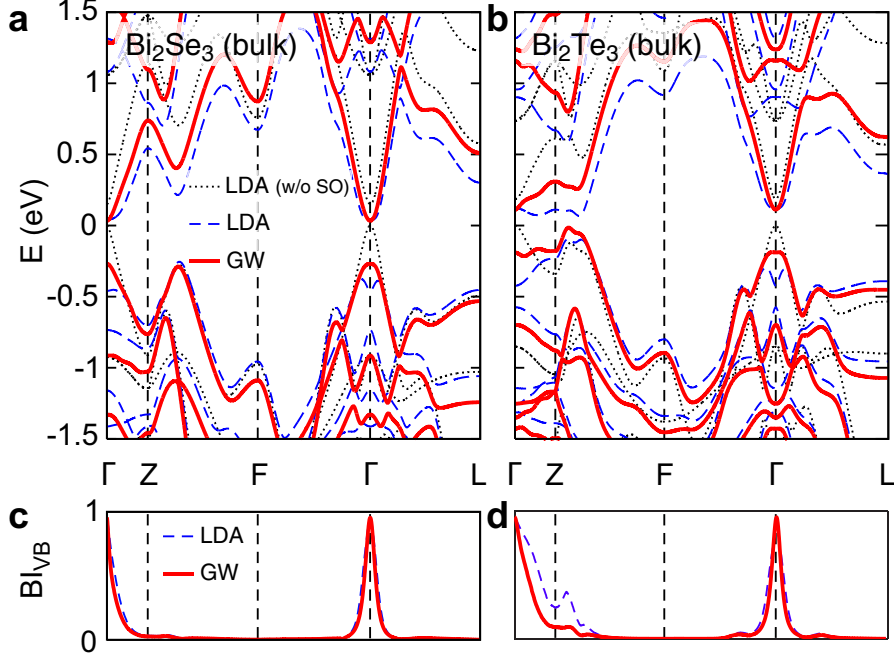 a
b
1.5
1
0.5
0
-0.5
-1
-1.5
E (eV)
Bi₂Se₃ (bulk)
Bi₂Te₃ (bulk)
LDA (w/o SO)
LDA
GW
Γ Z F Γ L
Γ Z F Γ L
c
d
1
0
BI_VB
LDA
GW